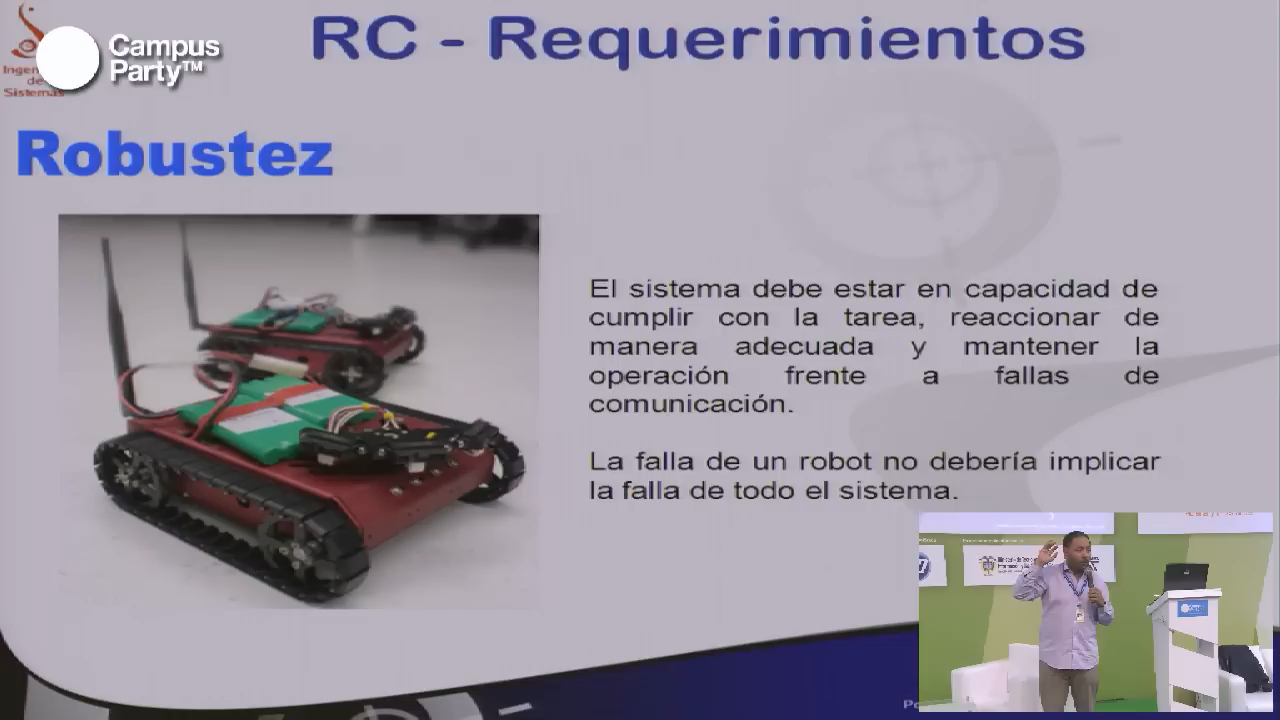 RC - Requerimientos
Campus
Party™
de
Sistemas
Robustez
El sistema debe estar en capacidad de
cumplir con la tarea, reaccionar de
manera adecuada y mantener la
operación frente a fallas de
comunicación.
La falla de un robot no debería implicar
la falla de todo el sistema.